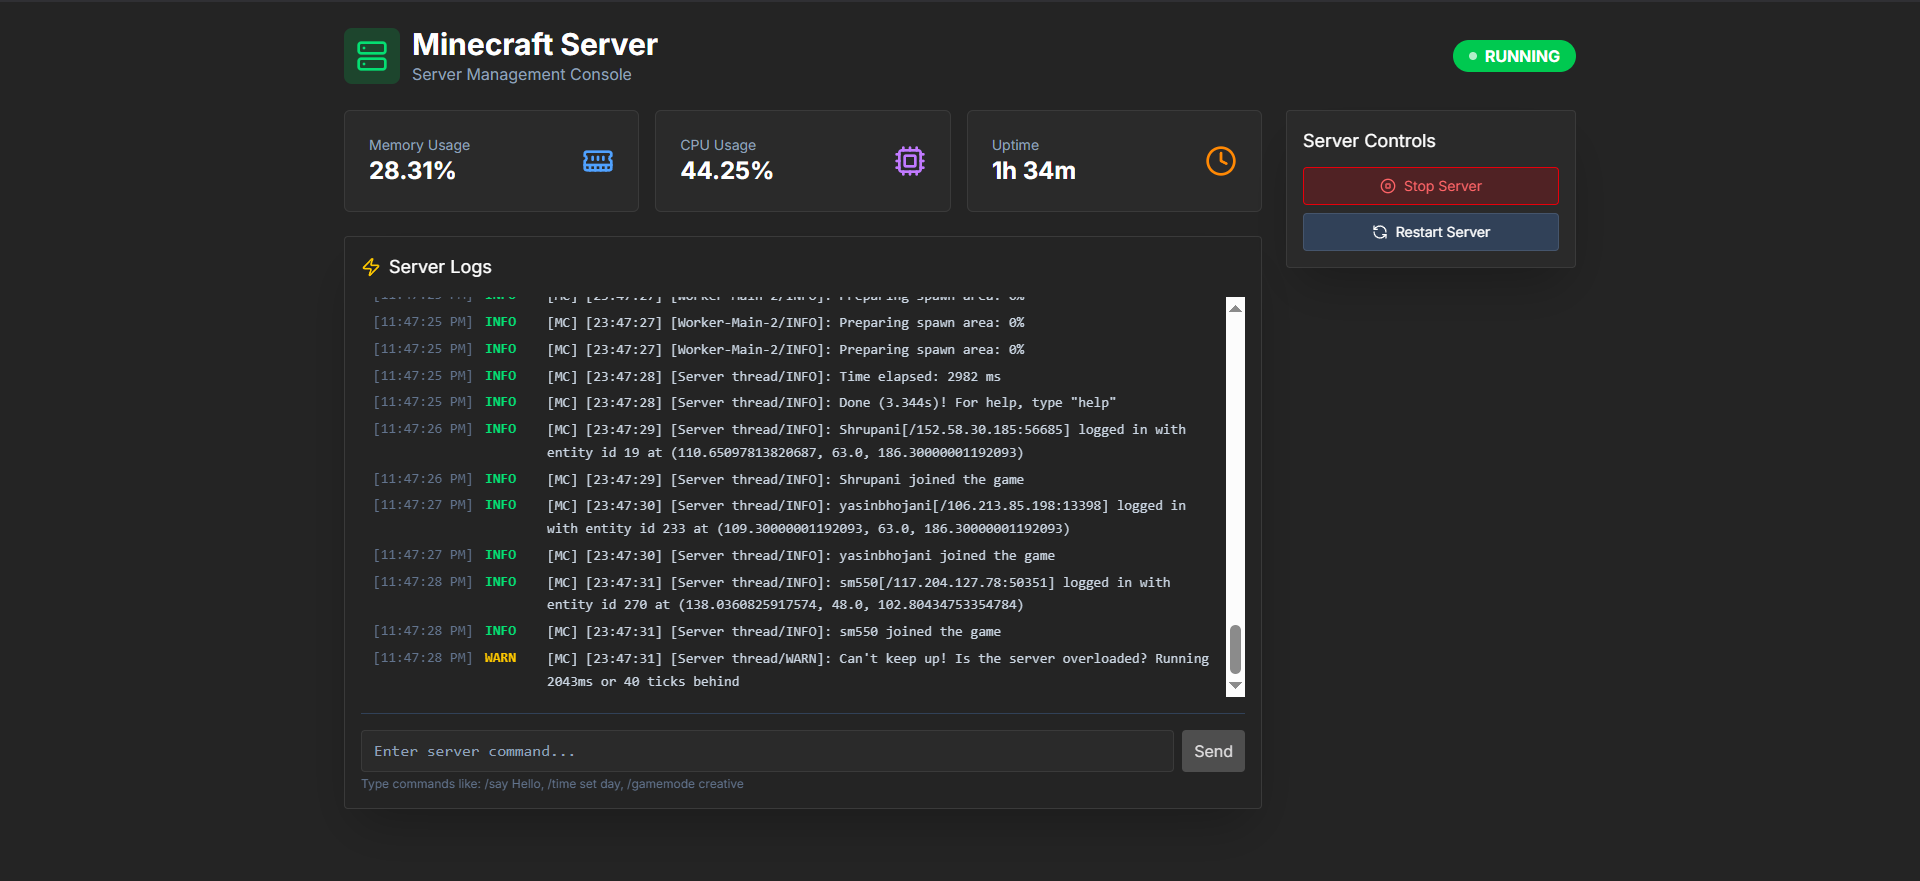 Minecraft Server
Server Management Console
RUNNING
Memory Usage
28.31%
CPU Usage
44.25%
Uptime
1h 34m
Server Controls
Stop Server
Restart Server
Server Logs
[11:47:25 PM] INFO [MC] [23:47:27] [Worker-Main-2/INFO]: Preparing spawn area: 0%
[11:47:25 PM] INFO [MC] [23:47:27] [Worker-Main-2/INFO]: Preparing spawn area: 0%
[11:47:25 PM] INFO [MC] [23:47:27] [Worker-Main-2/INFO]: Preparing spawn area: 0%
[11:47:25 PM] INFO [MC] [23:47:28] [Server thread/INFO]: Time elapsed: 2982 ms
[11:47:25 PM] INFO [MC] [23:47:28] [Server thread/INFO]: Done (3.344s)! For help, type "help"
[11:47:26 PM] INFO [MC] [23:47:29] [Server thread/INFO]: Shrupani[/152.58.30.185:56685] logged in with
entity id 19 at (110.65097813820687, 63.0, 186.30000001192093)
[11:47:26 PM] INFO [MC] [23:47:29] [Server thread/INFO]: Shrupani joined the game
[11:47:27 PM] INFO [MC] [23:47:30] [Server thread/INFO]: yasinbhojani[/106.213.85.198:13398] logged in
with entity id 233 at (109.30000001192093, 63.0, 186.30000001192093)
[11:47:27 PM] INFO [MC] [23:47:30] [Server thread/INFO]: yasinbhojani joined the game
[11:47:28 PM] INFO [MC] [23:47:31] [Server thread/INFO]: sm550[/117.204.127.78:50351] logged in with
entity id 270 at (138.0360825917574, 48.0, 102.80434753354784)
[11:47:28 PM] INFO [MC] [23:47:31] [Server thread/INFO]: sm550 joined the game
[11:47:28 PM] WARN [MC] [23:47:31] [Server thread/WARN]: Can't keep up! Is the server overloaded? Running
2043ms or 40 ticks behind
Enter server command...
Send
Type commands like: /say Hello, /time set day, /gamemode creative